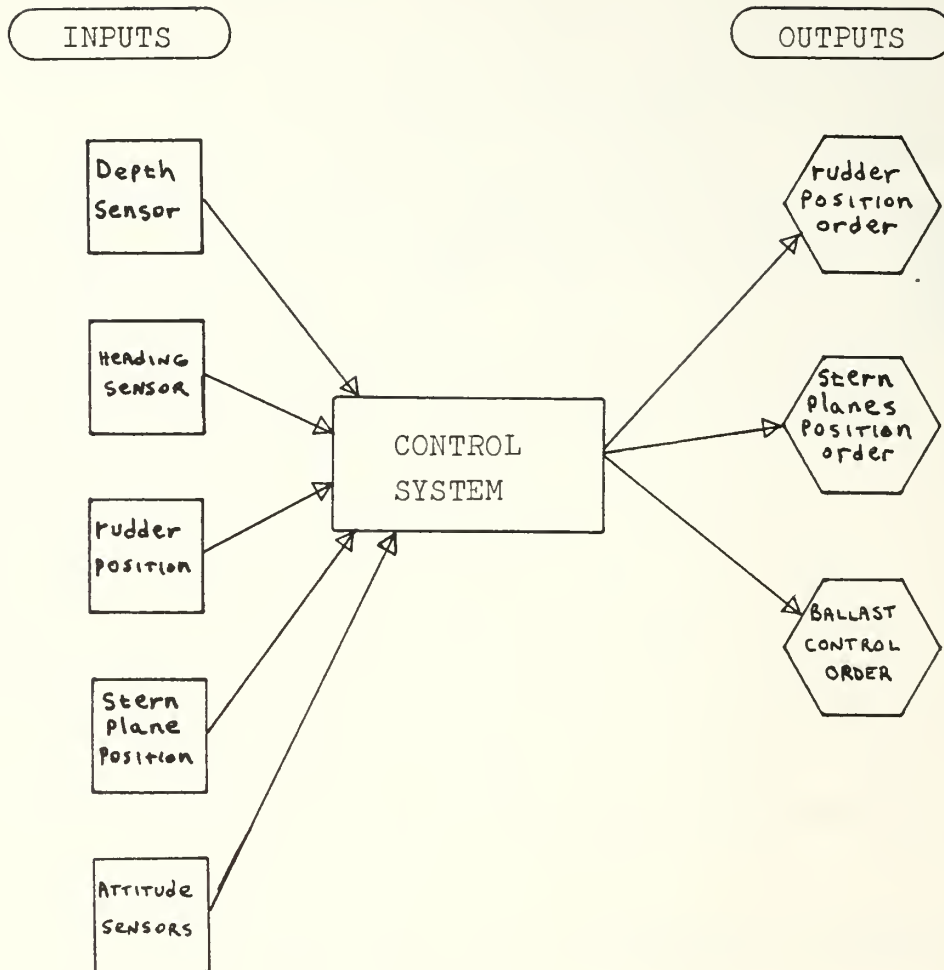 INPUTS
OUTPUTS
Depth
Sensor
HEADING
SENSOR
rudder
POSITION
Stern
Plane
Position
ATTITUDE
SENSORS
CONTROL
SYSTEM
rudder
POSITION
order
Stern
Planes
POSITION
order
BALLAST
CONTROL
ORDER